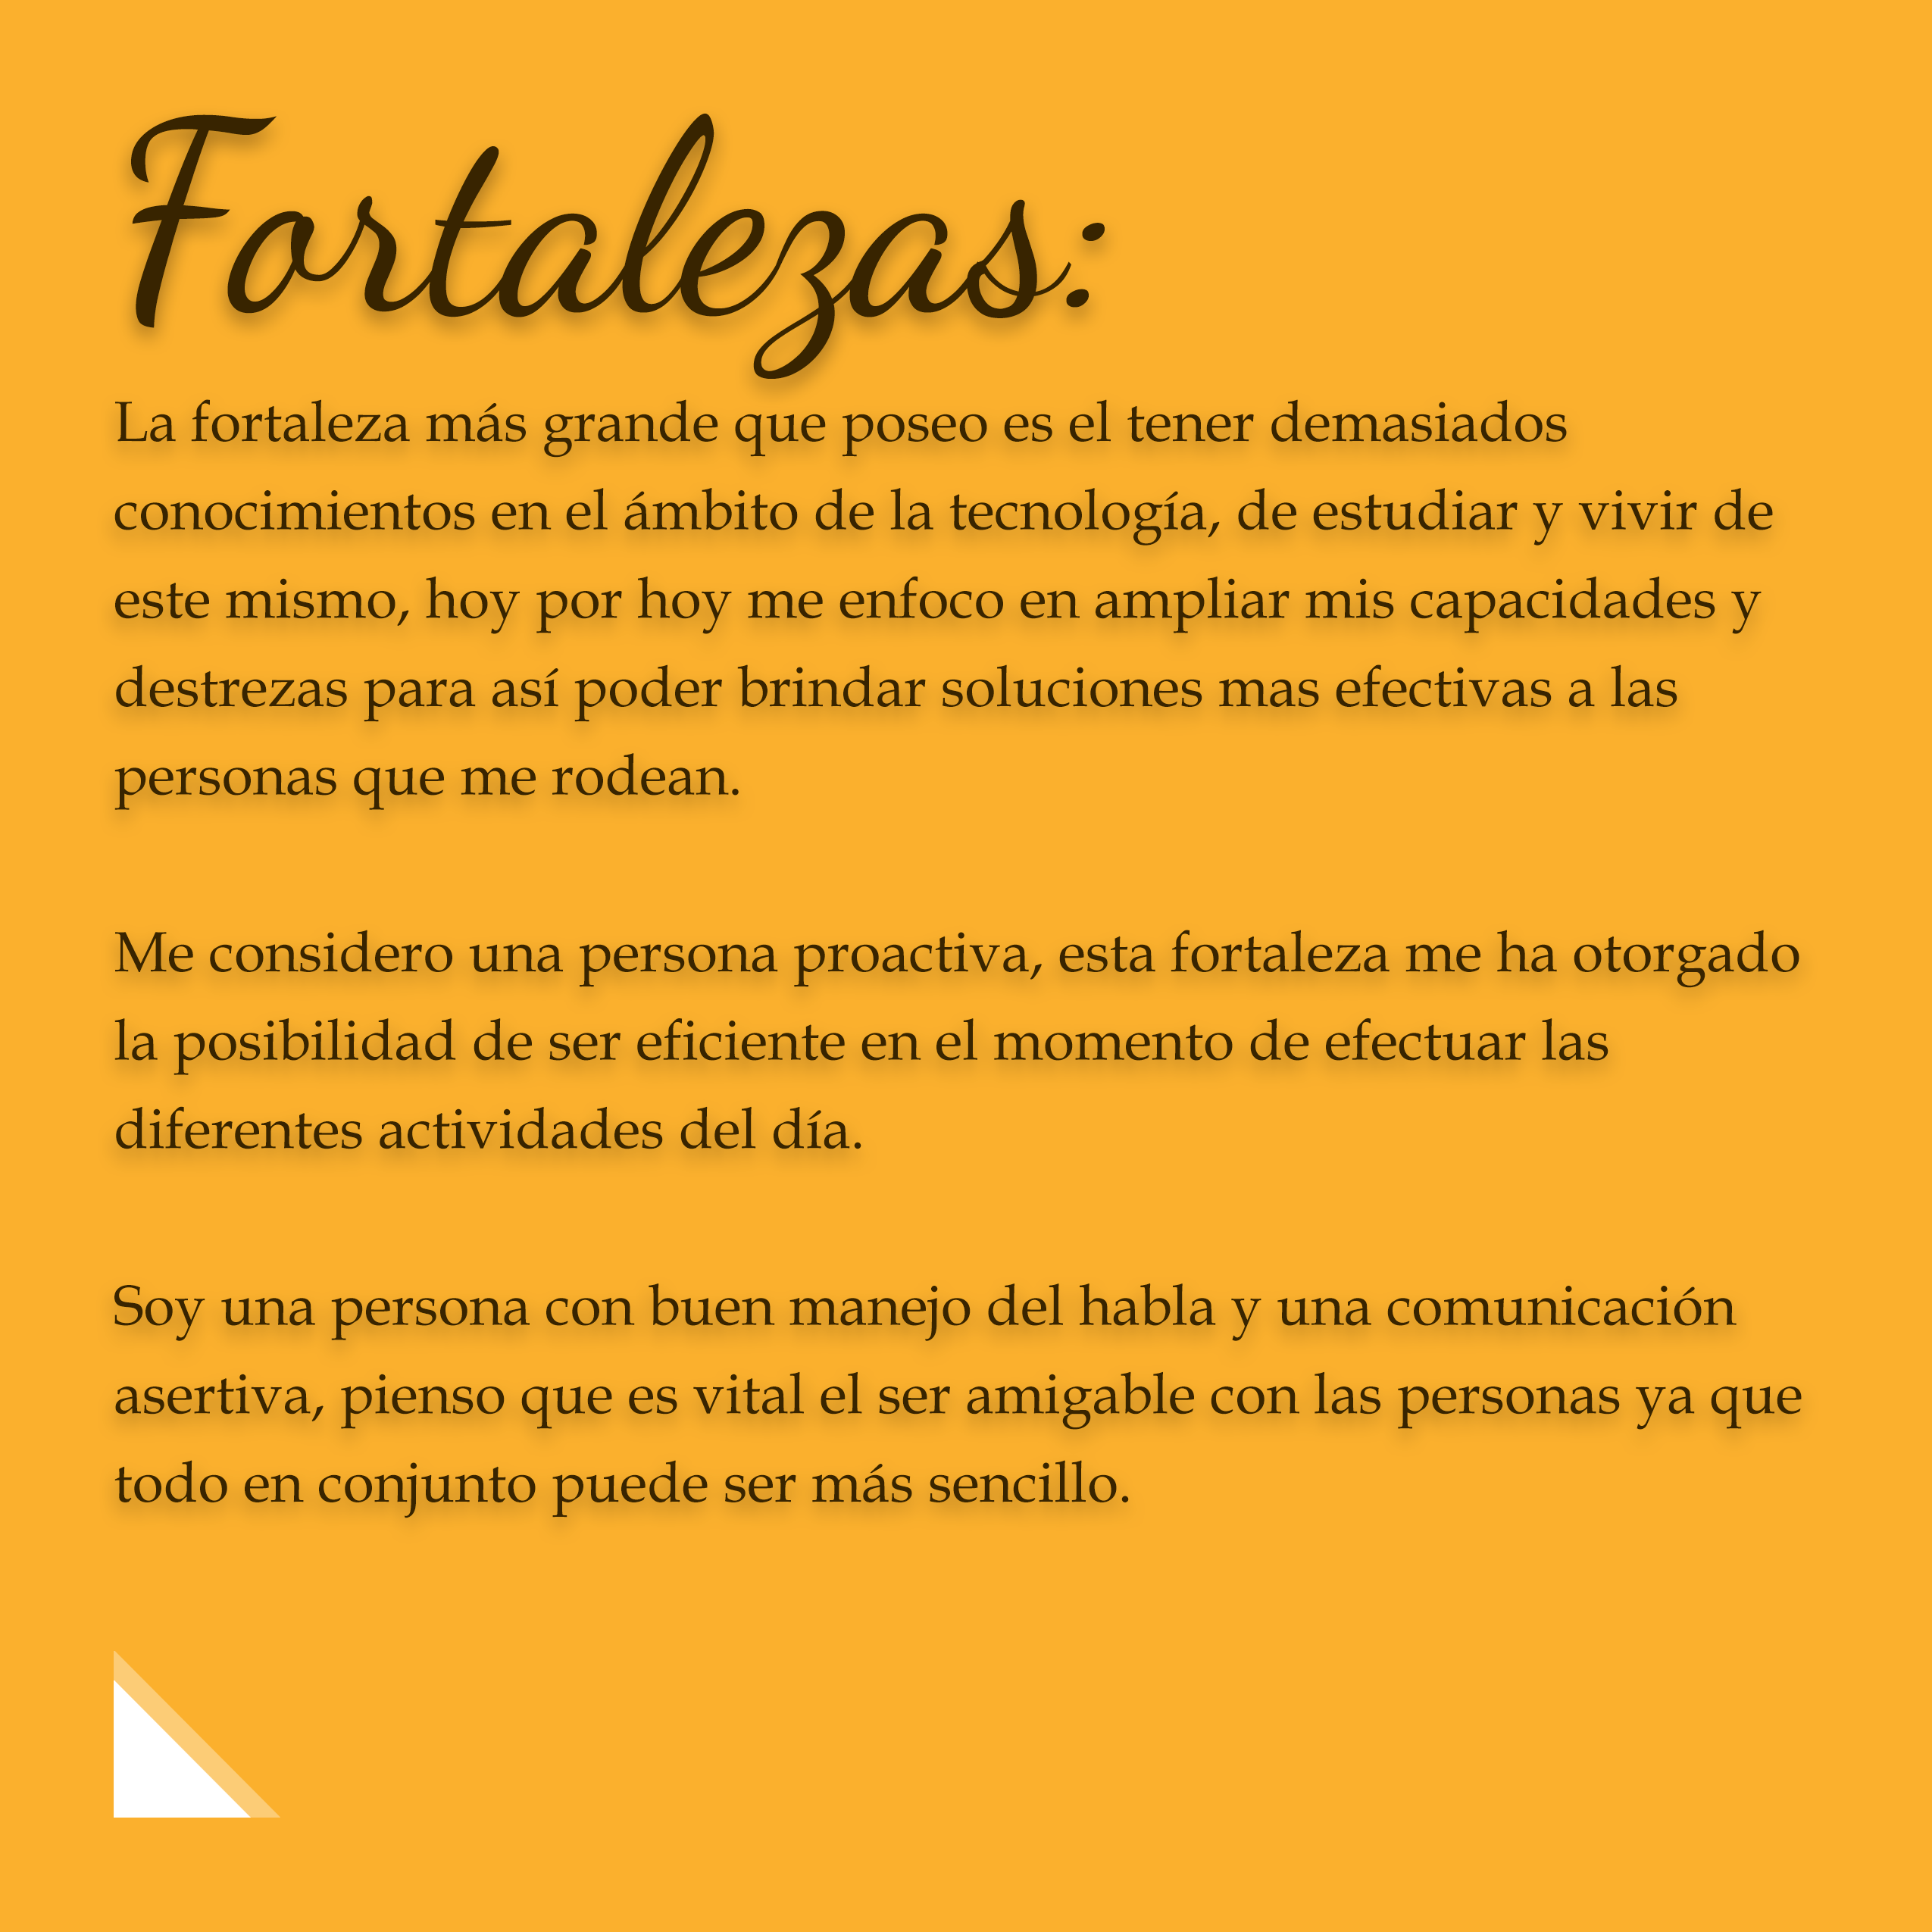 Fortalezas:
La fortaleza más grande que poseo es el tener demasiados
conocimientos en el ámbito de la tecnología, de estudiar y vivir de
este mismo, hoy por hoy me enfoco en ampliar mis capacidades y
destrezas para así poder brindar soluciones mas efectivas a las
personas que me rodean.
Me considero una persona proactiva, esta fortaleza me ha otorgado
la posibilidad de ser eficiente en el momento de efectuar las
diferentes actividades del día.
Soy una persona con buen manejo del habla y una comunicación
asertiva, pienso que es vital el ser amigable con las personas ya que
todo en conjunto puede ser más sencillo.